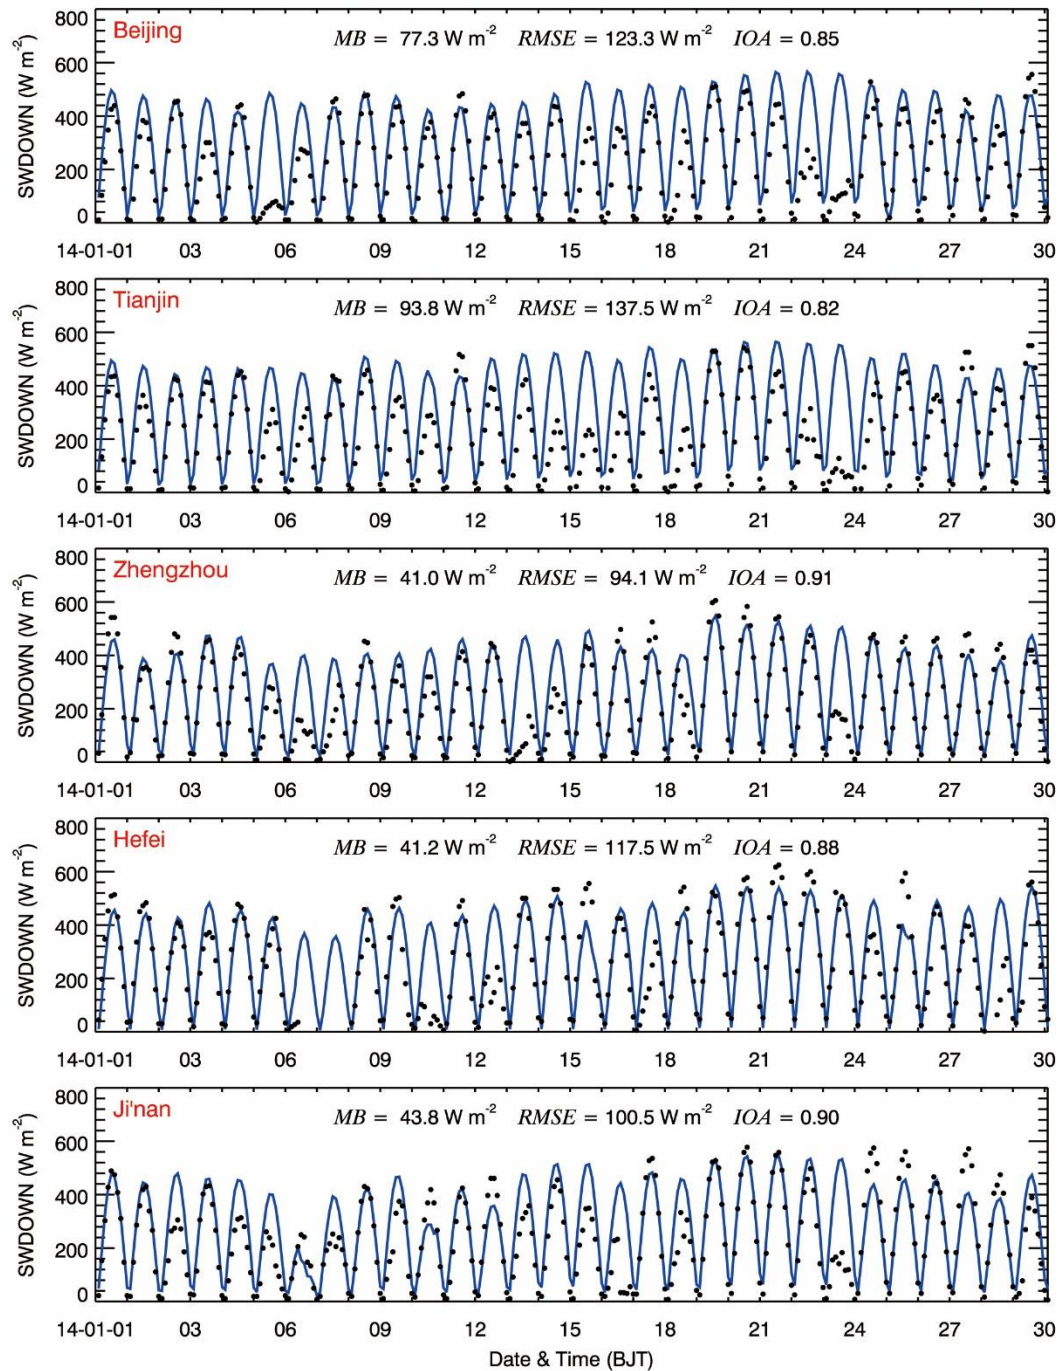 Beijing
MB = 77.3 W m-2 RMSE = 123.3 W m-2 IOA = 0.85
SWDOWN (W m-2)
800
600
400
200
0
14-01-01 03 06 09 12 15 18 21 24 27 30
Tianjin
MB = 93.8 W m-2 RMSE = 137.5 W m-2 IOA = 0.82
SWDOWN (W m-2)
800
600
400
200
0
14-01-01 03 06 09 12 15 18 21 24 27 30
Zhengzhou
MB = 41.0 W m-2 RMSE = 94.1 W m-2 IOA = 0.91
SWDOWN (W m-2)
800
600
400
200
0
14-01-01 03 06 09 12 15 18 21 24 27 30
Hefei
MB = 41.2 W m-2 RMSE = 117.5 W m-2 IOA = 0.88
SWDOWN (W m-2)
800
600
400
200
0
14-01-01 03 06 09 12 15 18 21 24 27 30
Ji'nan
MB = 43.8 W m-2 RMSE = 100.5 W m-2 IOA = 0.90
SWDOWN (W m-2)
800
600
400
200
0
14-01-01 03 06 09 12 15 18 21 24 27 30
Date & Time (BJT)